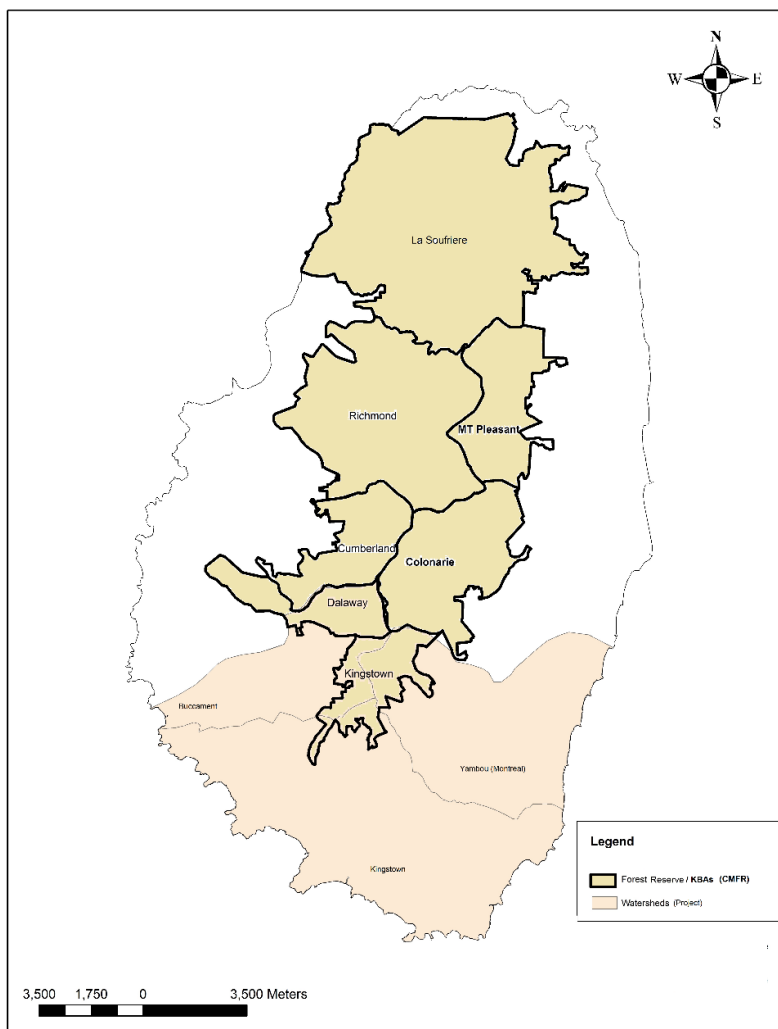 N
W E
S
La Soufriere
Richmond
MT Pleasant
Cumberland
Colonarie
Dalaway
Kingstown
Buccament
Yambou (Montreal)
Kingstown
Legend
Forest Reserve / KBAs (CMFR)
Watersheds (Project)
3,500 1,750 0 3,500 Meters